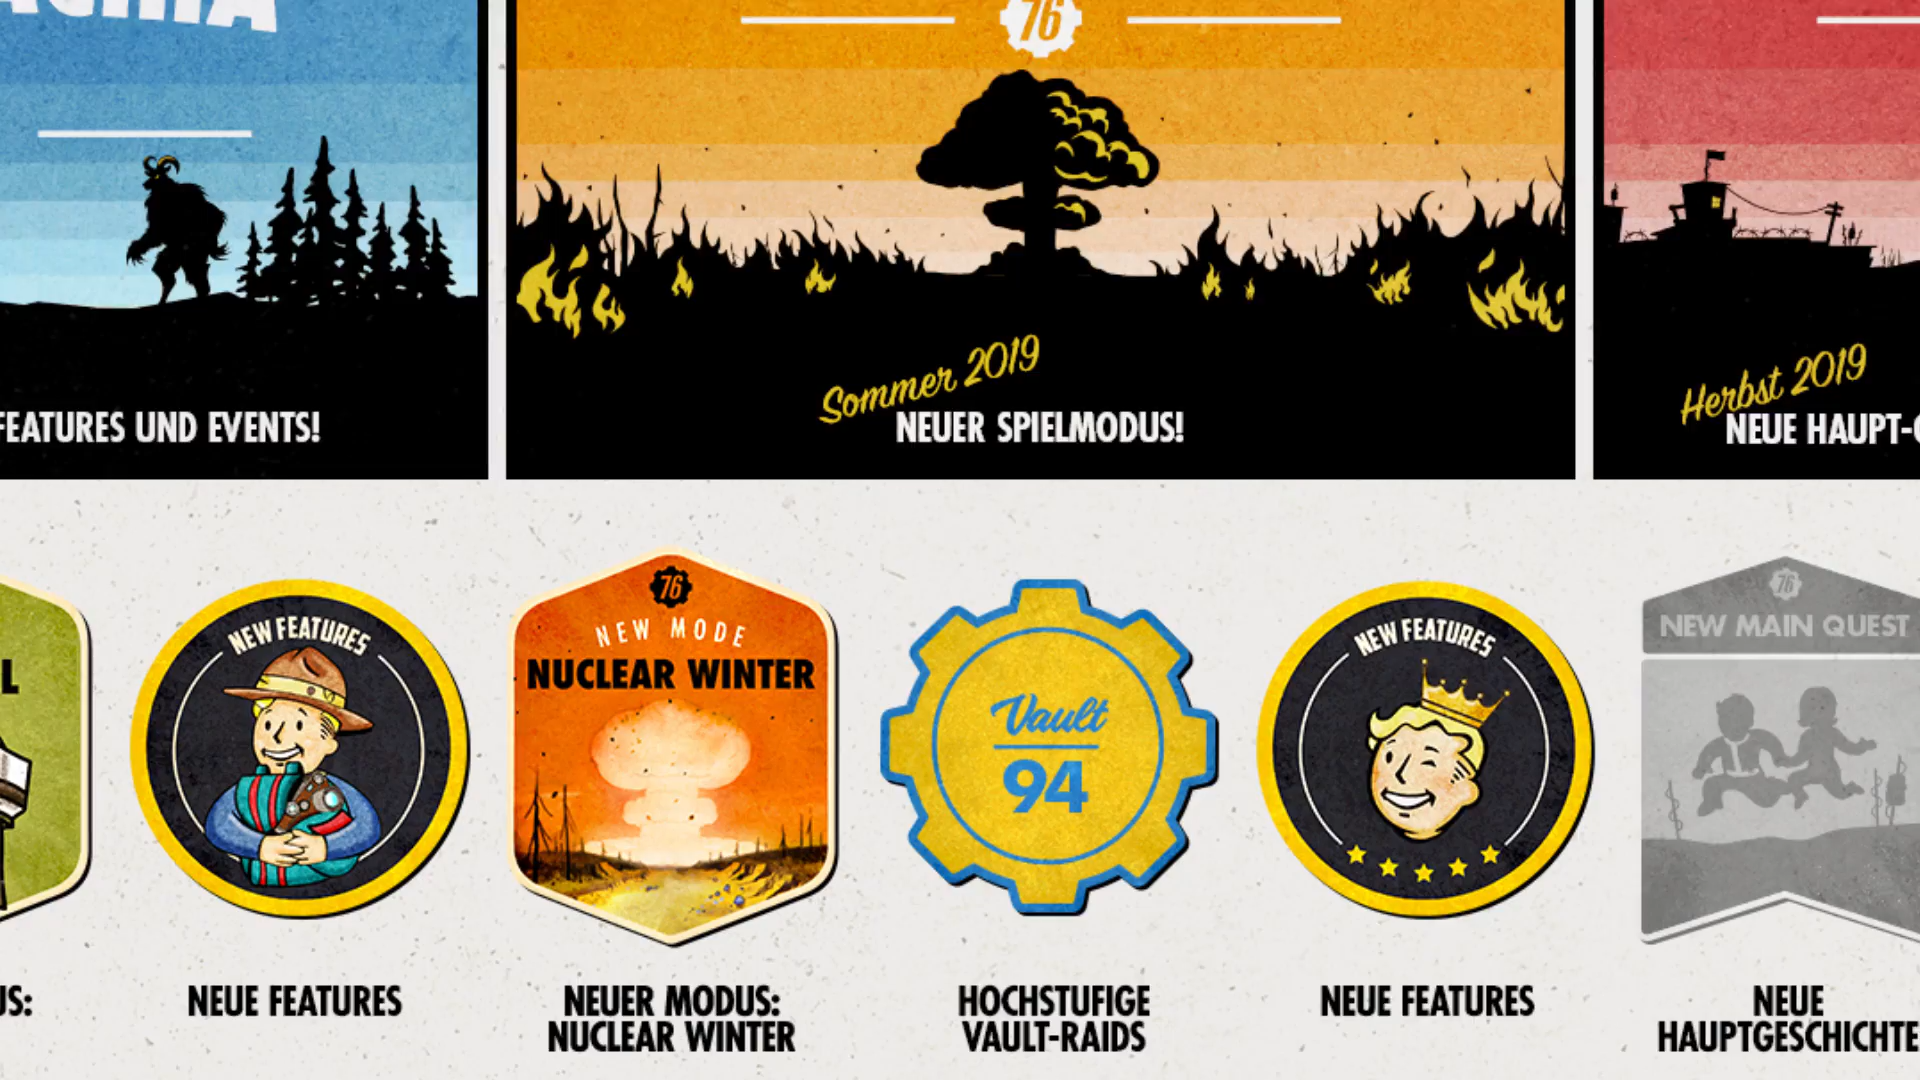 76
FEATURES UND EVENTS!
Sommer 2019
NEUER SPIELMODUS!
Herbst 2019
NEUE HAUPT-
NEW FEATURES
NEUE FEATURES
76
NEW MODE
NUCLEAR WINTER
NEUER MODUS:
NUCLEAR WINTER
Vault
94
HOCHSTUFIGE
VAULT-RAIDS
NEW FEATURES
NEUE FEATURES
76
NEW MAIN QUEST
NEUE
HAUPTGESCHICHTE